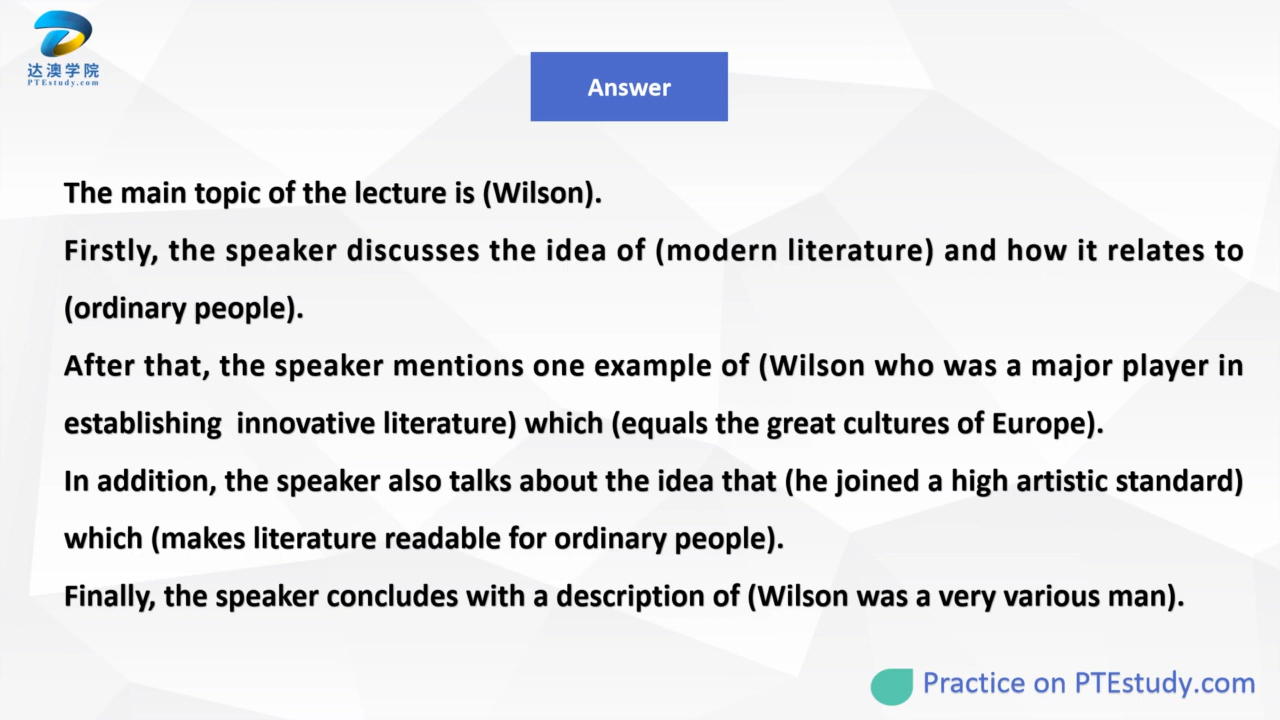 达澳学院
PTEstudy.com
Answer
The main topic of the lecture is (Wilson).
Firstly, the speaker discusses the idea of (modern literature) and how it relates to
(ordinary people).
After that, the speaker mentions one example of (Wilson who was a major player in
establishing  innovative literature) which (equals the great cultures of Europe).
In addition, the speaker also talks about the idea that (he joined a high artistic standard)
which (makes literature readable for ordinary people).
Finally, the speaker concludes with a description of (Wilson was a very various man).
Practice on PTEstudy.com